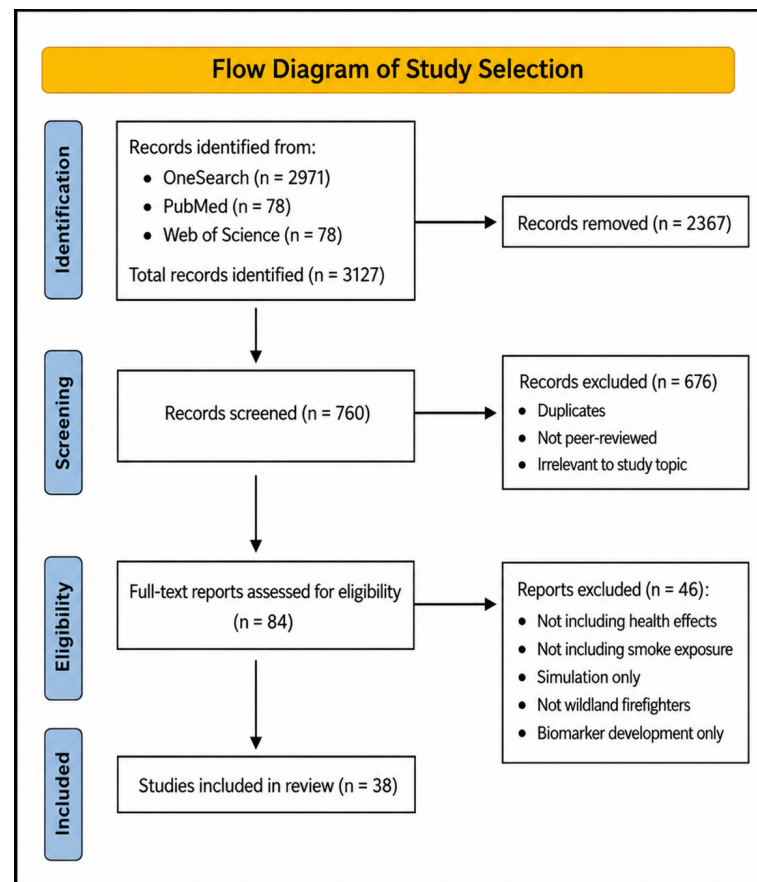 Flow Diagram of Study Selection
Identification
Records identified from:
• OneSearch (n = 2971)
• PubMed (n = 78)
• Web of Science (n = 78)
Total records identified (n = 3127)
Records removed (n = 2367)
Screening
Records screened (n = 760)
Records excluded (n = 676)
• Duplicates
• Not peer-reviewed
• Irrelevant to study topic
Eligibility
Full-text reports assessed for eligibility
(n = 84)
Reports excluded (n = 46):
• Not including health effects
• Not including smoke exposure
• Simulation only
• Not wildland firefighters
• Biomarker development only
Included
Studies included in review (n = 38)